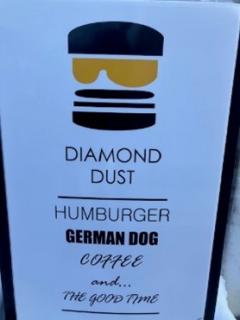 DIAMOND
DUST
HUMBURGER
GERMAN DOG
COFFEE
and...
THE GOOD TIME